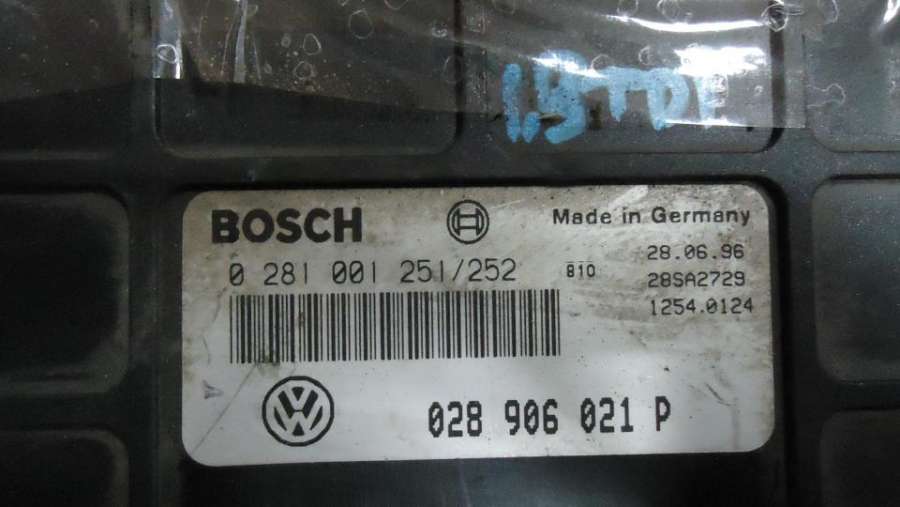 1.9TDI
BOSCH Made in Germany
0 281 001 251/252 810 28.06.96
28SA2729
1254.0124
028 906 021 P